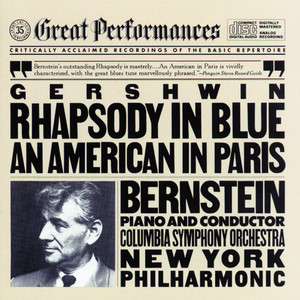 35
Great Performances
COMPACT
disc
DIGITAL AUDIO
DIGITALLY
MASTERED
ANALOG
RECORDING
CRITICALLY ACCLAIMED RECORDINGS OF THE BASIC REPERTOIRE
"Bernstein's outstanding Rhapsody is masterly....An American in Paris is vividly
characterized, with the great blues tune marvellously phrased."—Penguin Stereo Record Guide
GERSHWIN
RHAPSODY IN BLUE
AN AMERICAN IN PARIS
BERNSTEIN
PIANO AND CONDUCTOR
COLUMBIA SYMPHONY ORCHESTRA
NEW YORK
PHILHARMONIC